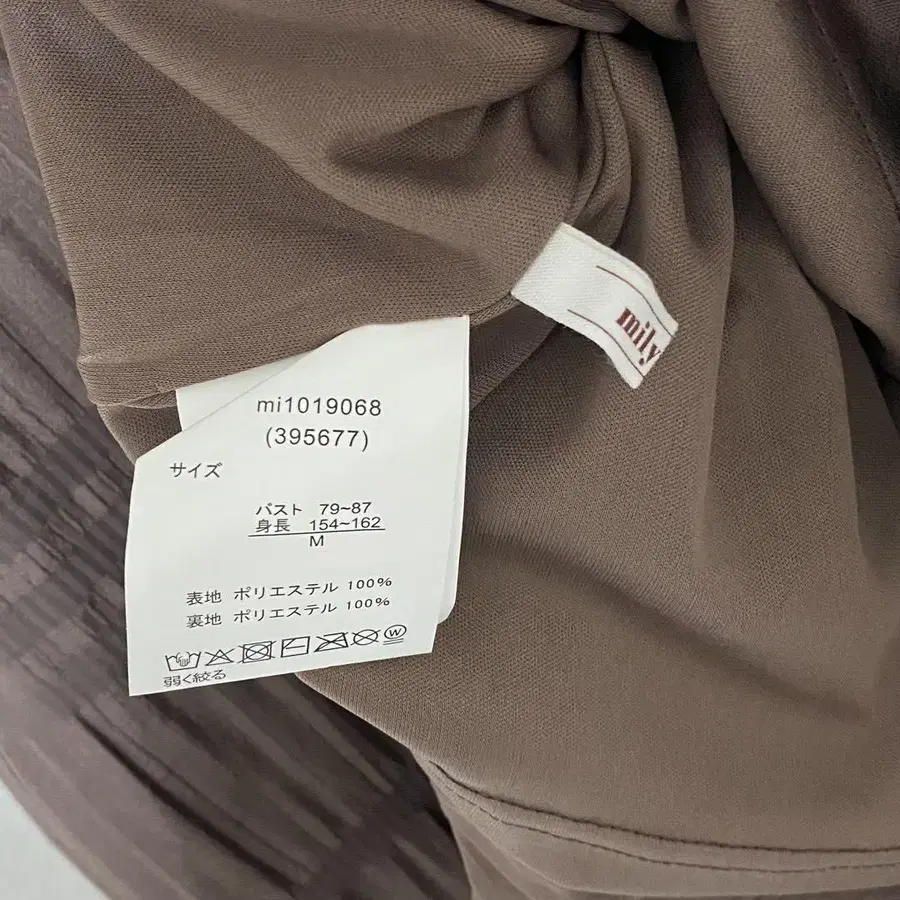 mily
mi1019068
(395677)
サイズ
バスト 79~87
身長 154~162
M
表地 ポリエステル 100%
裏地 ポリエステル 100%
W
弱く絞る